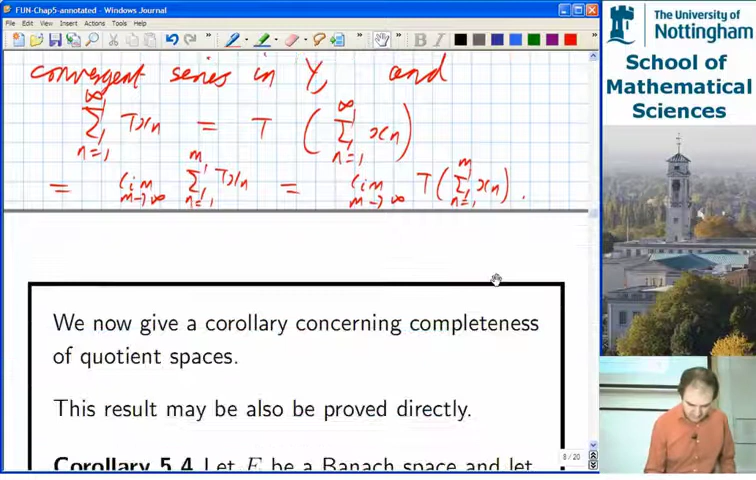 FUN-Chap5-annotated - Windows Journal
File Edit View Insert Actions Tools Help
convergent series in Y, and
∞∑n=1 Txn = T (∞∑n=1 xn)
= lim m→∞ m∑n=1 Txn = lim m→∞ T(m∑n=1 xn).
We now give a corollary concerning completeness
of quotient spaces.
This result may be also be proved directly.
Corollary 5.4 Let E be a Banach space and let
8 / 20
The University of
Nottingham
School of
Mathematical
Sciences